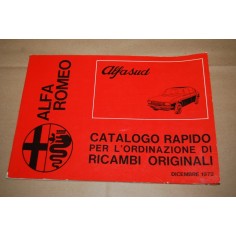 ALFA ROMEO
Alfasud
CATALOGO RAPIDO
PER L'ORDINAZIONE DI
RICAMBI ORIGINALI